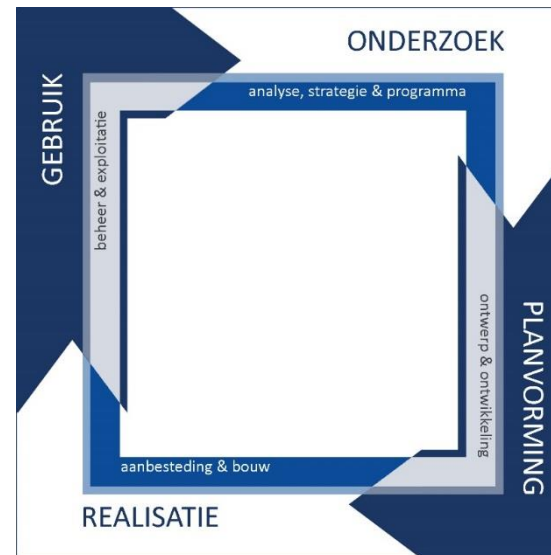 ONDERZOEK
analyse, strategie & programma
PLANVORMING
ontwerp & ontwikkeling
REALISATIE
aanbesteding & bouw
GEBRUIK
beheer & exploitatie